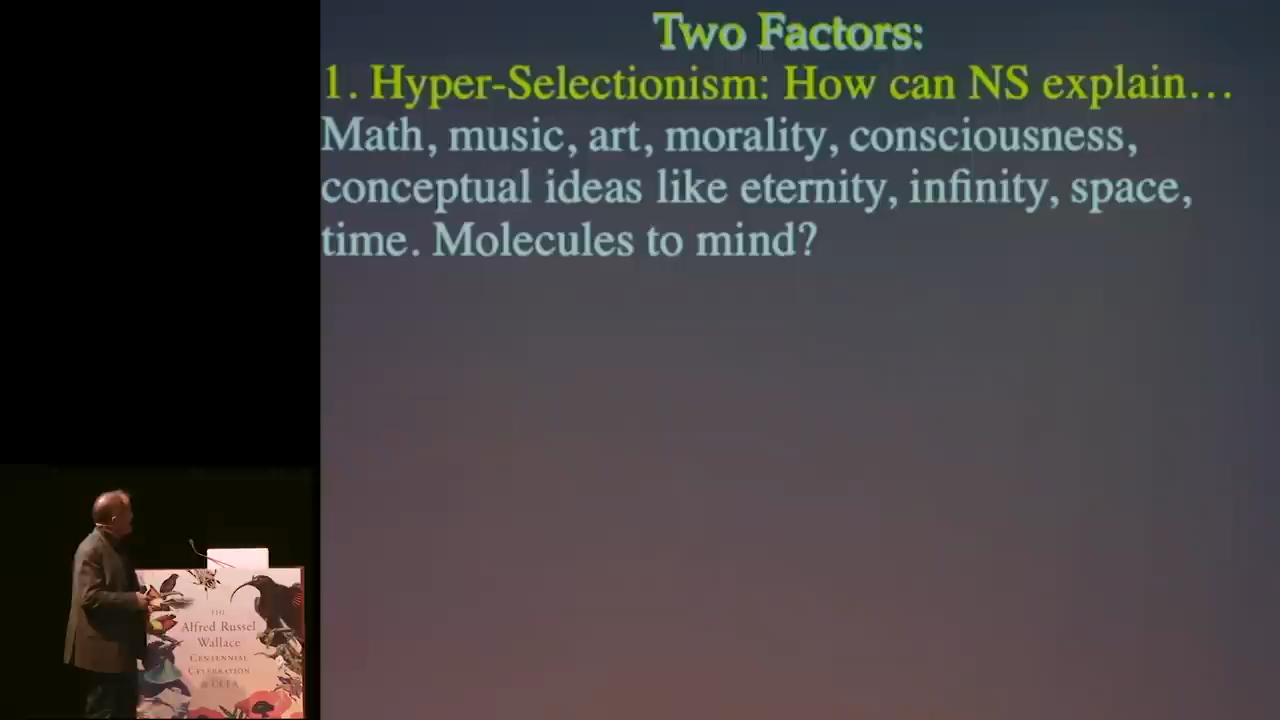 Two Factors:
1. Hyper-Selectionism: How can NS explain…
Math, music, art, morality, consciousness,
conceptual ideas like eternity, infinity, space,
time. Molecules to mind?
THE
Alfred Russel
Wallace
CENTENNIAL
CELEBRATION